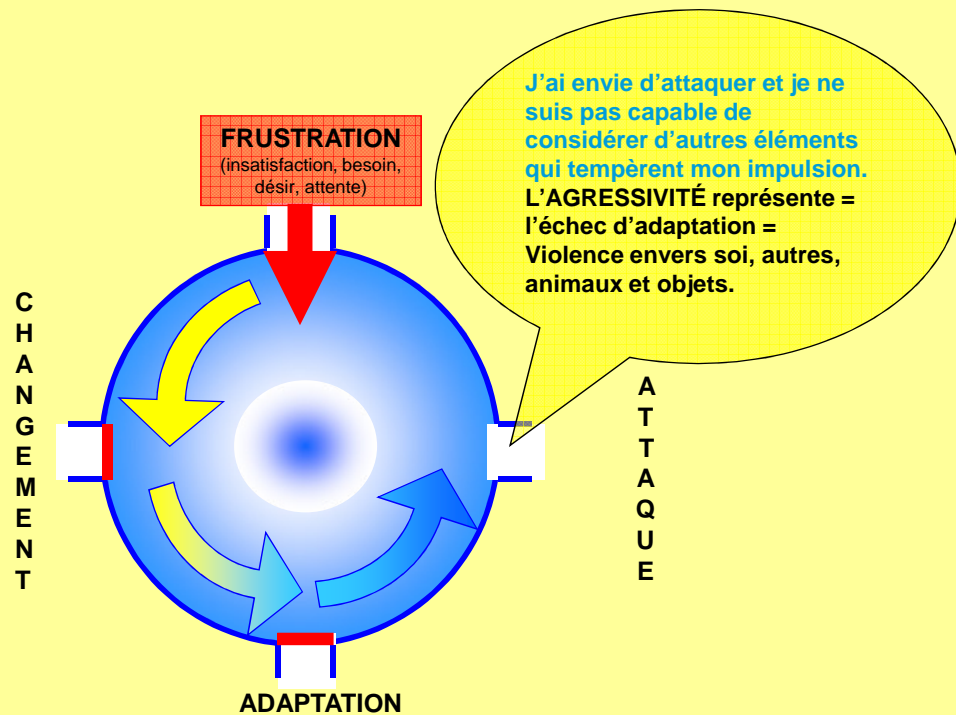 J'ai envie d'attaquer et je ne
suis pas capable de
considérer d'autres éléments
qui tempèrent mon impulsion.
L'AGRESSIVITÉ représente =
l'échec d'adaptation =
Violence envers soi, autres,
animaux et objets.
FRUSTRATION
(insatisfaction, besoin,
désir, attente)
C
H
A
N
G
E
M
E
N
T
A
T
T
A
Q
U
E
ADAPTATION